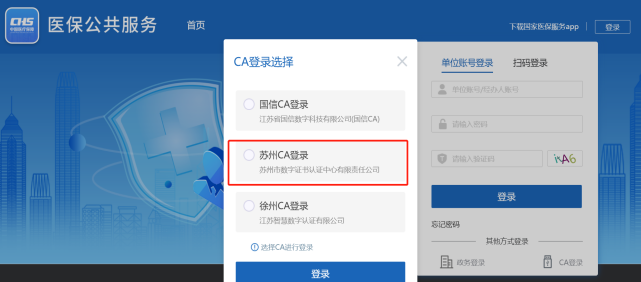 CHS
中国医疗保障
医保公共服务
首页
下载国家医保服务app
登录
CA登录选择
国信CA登录
江苏省国信数字科技有限公司(国信CA)
苏州CA登录
苏州市数字证书认证中心有限责任公司
徐州CA登录
江苏智慧数字认证有限公司
选择CA进行登录
登录
单位账号登录
扫码登录
单位账号/经办人账号
请输入密码
请输入验证码
登录
忘记密码
其他方式登录
政务登录
CA登录